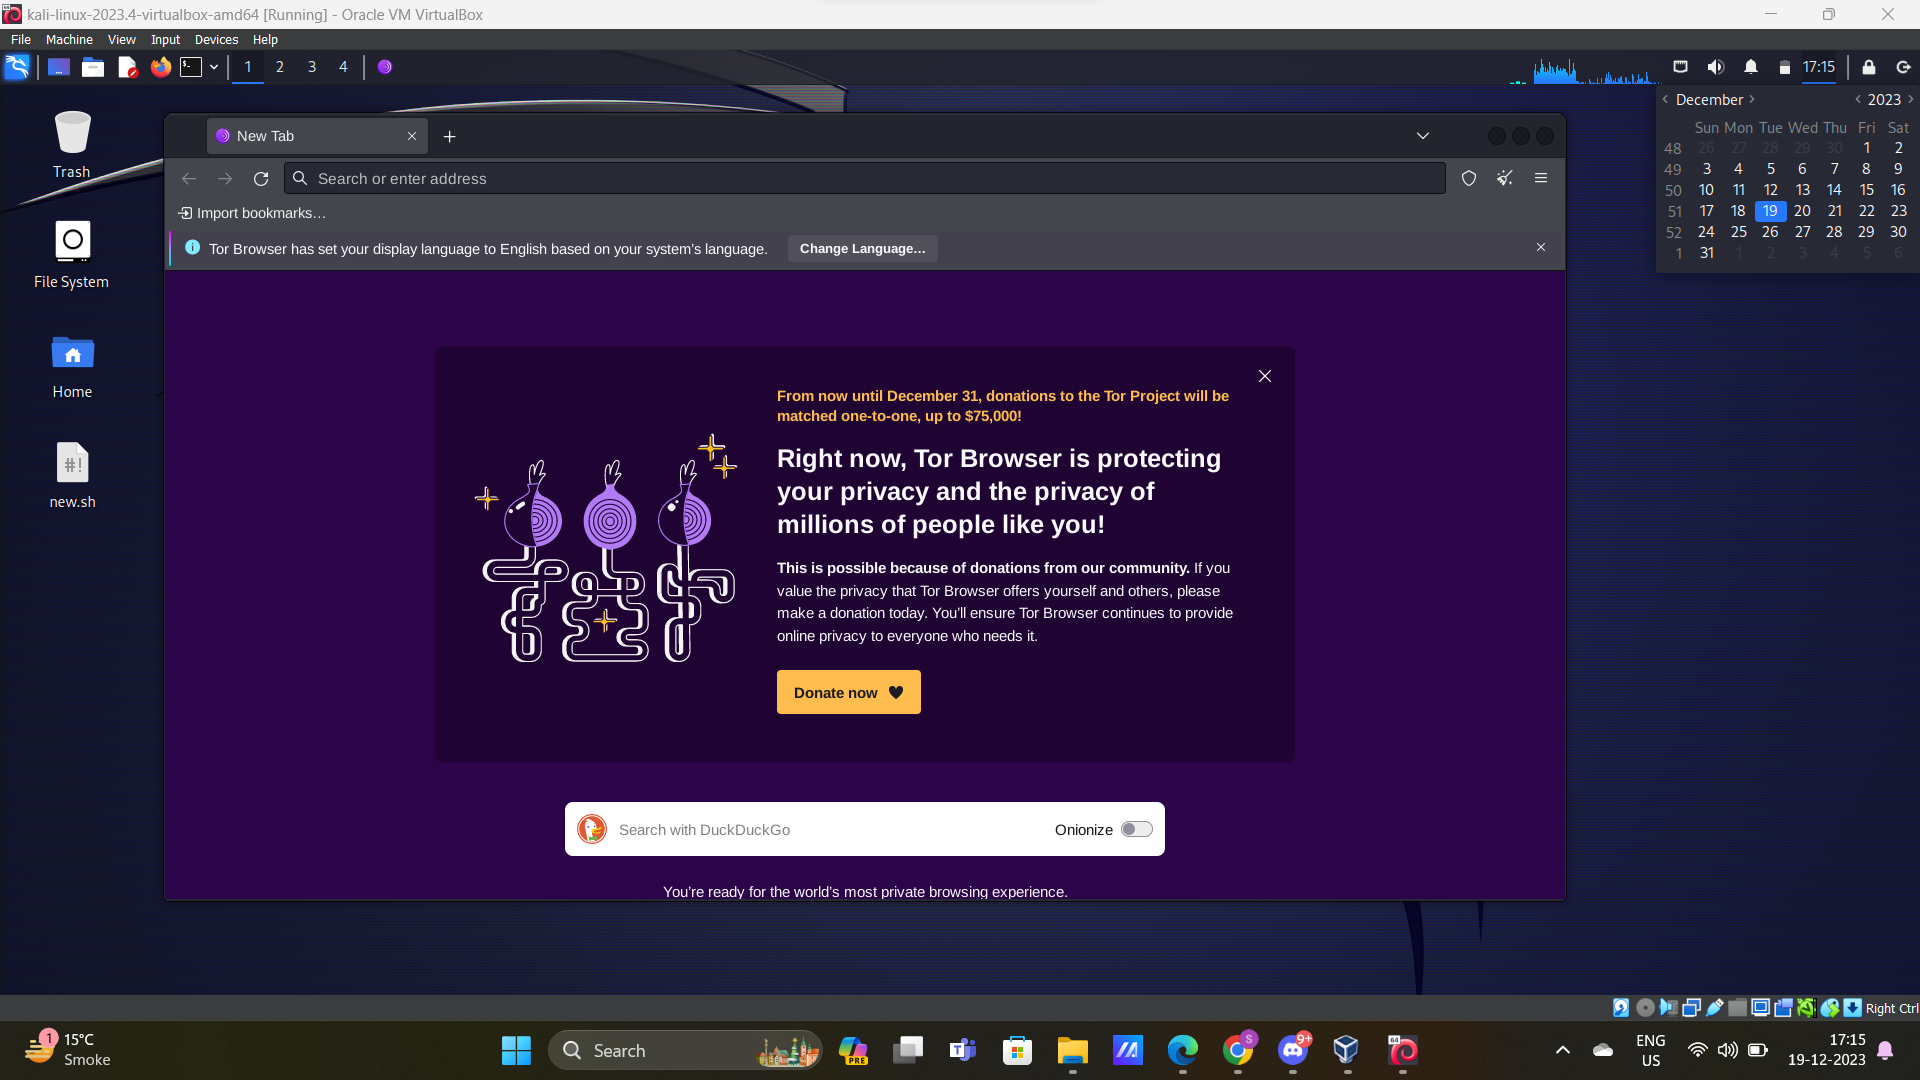 kali-linux-2023.4-virtualbox-amd64 [Running] - Oracle VM VirtualBox
File Machine View Input Devices Help
1 2 3 4
17:15
Trash
File System
Home
#!
new.sh
New Tab
Search or enter address
Import bookmarks...
Tor Browser has set your display language to English based on your system's language. Change Language...
From now until December 31, donations to the Tor Project will be
matched one-to-one, up to $75,000!
Right now, Tor Browser is protecting
your privacy and the privacy of
millions of people like you!
This is possible because of donations from our community. If you
value the privacy that Tor Browser offers yourself and others, please
make a donation today. You'll ensure Tor Browser continues to provide
online privacy to everyone who needs it.
Donate now
Search with DuckDuckGo Onionize
You're ready for the world's most private browsing experience.
December 2023
Sun Mon Tue Wed Thu Fri Sat
48 26 27 28 29 30 1 2
49 3 4 5 6 7 8 9
50 10 11 12 13 14 15 16
51 17 18 19 20 21 22 23
52 24 25 26 27 28 29 30
1 31 1 2 3 4 5 6
Right Ctrl
1
15°C
Smoke
Search
PRE
S
9+
64
ENG
US
17:15
19-12-2023